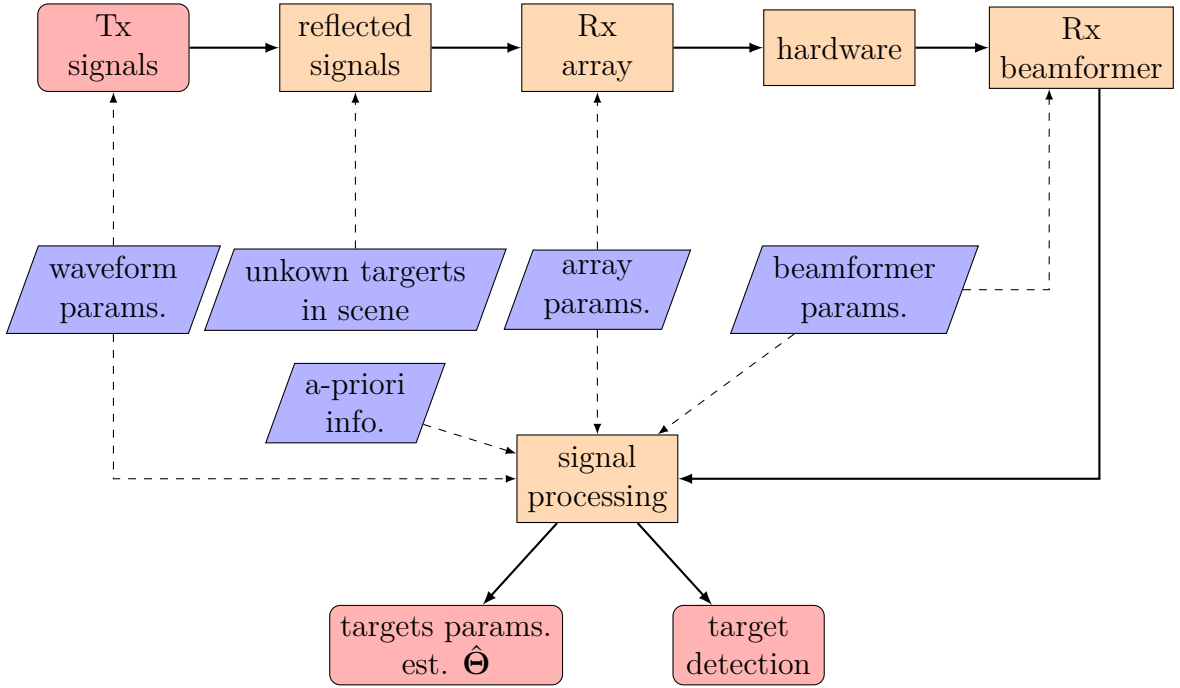 Tx
signals
reflected
signals
Rx
array
hardware
Rx
beamformer
waveform
params.
unkown targerts
in scene
array
params.
beamformer
params.
a-priori
info.
signal
processing
targets params.
est. Θ̂
target
detection